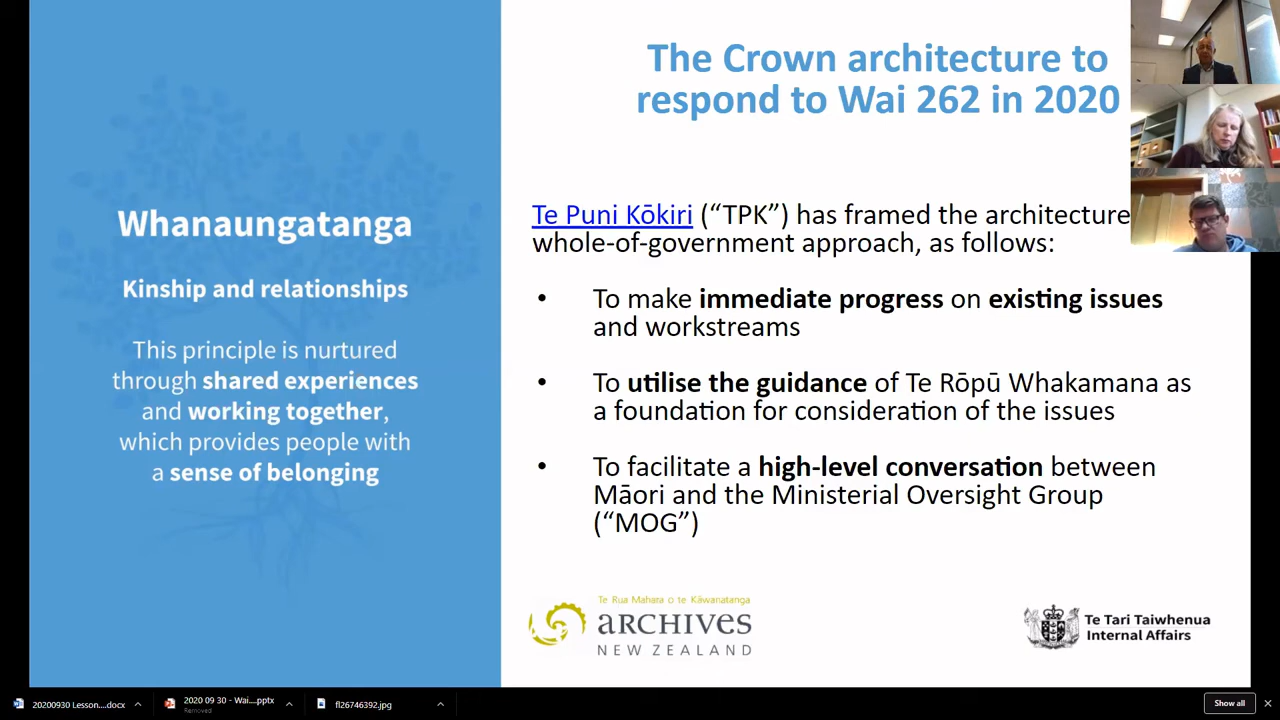 Whanaungatanga
Kinship and relationships
This principle is nurtured
through shared experiences
and working together,
which provides people with
a sense of belonging
The Crown architecture to
respond to Wai 262 in 2020
Te Puni Kōkiri (“TPK”) has framed the architecture
whole-of-government approach, as follows:
• To make immediate progress on existing issues
and workstreams
• To utilise the guidance of Te Rōpū Whakamana as
a foundation for consideration of the issues
• To facilitate a high-level conversation between
Māori and the Ministerial Oversight Group
(“MOG”)
Te Rua Mahara o te Kāwanatanga
ARCHIVES
NEW ZEALAND
Te Tari Taiwhenua
Internal Affairs
20200930 Lesson....docx
2020 09 30 - Wai....pptx
Removed
fl26746392.jpg
Show all